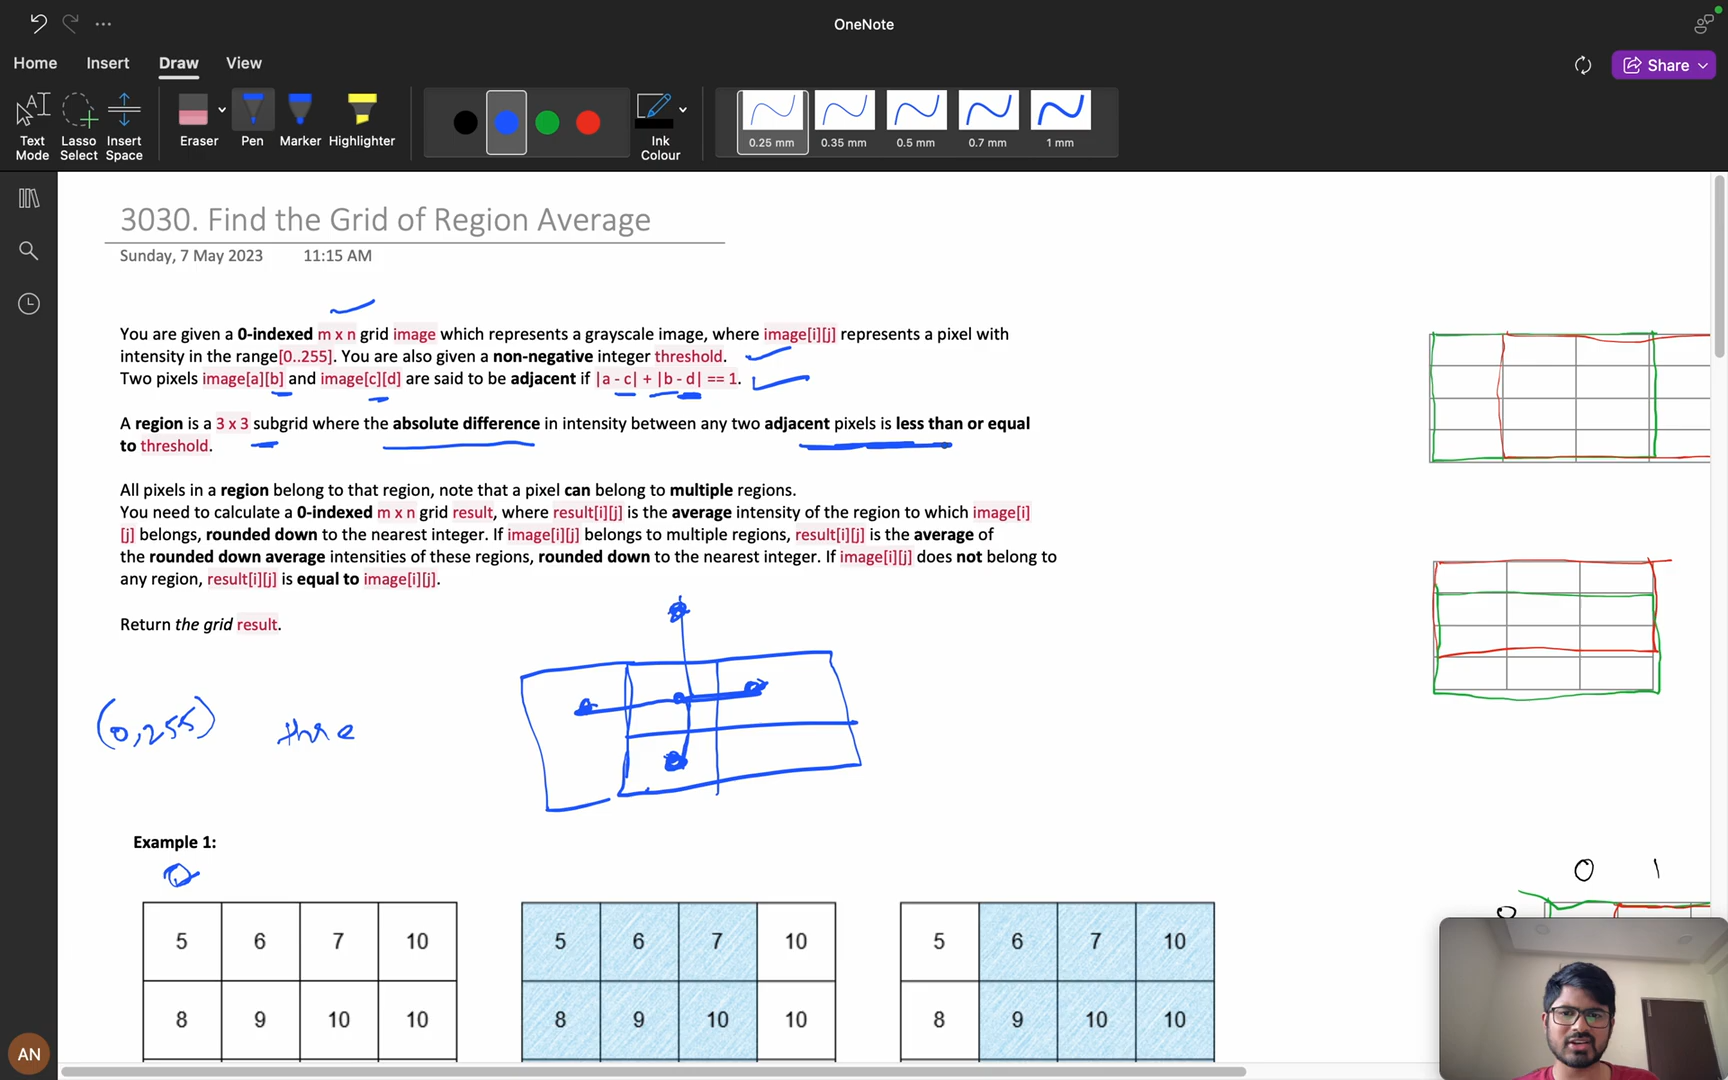 OneNote
Home Insert Draw View
Share
Text Mode
Lasso Select
Insert Space
Eraser
Pen
Marker
Highlighter
Ink Colour
0.25 mm
0.35 mm
0.5 mm
0.7 mm
1 mm
3030. Find the Grid of Region Average
Sunday, 7 May 2023 11:15 AM
You are given a 0-indexed m x n grid image which represents a grayscale image, where image[i][j] represents a pixel with
intensity in the range[0..255]. You are also given a non-negative integer threshold.
Two pixels image[a][b] and image[c][d] are said to be adjacent if |a - c| + |b - d| == 1.
A region is a 3 x 3 subgrid where the absolute difference in intensity between any two adjacent pixels is less than or equal
to threshold.
All pixels in a region belong to that region, note that a pixel can belong to multiple regions.
You need to calculate a 0-indexed m x n grid result, where result[i][j] is the average intensity of the region to which image[i]
[j] belongs, rounded down to the nearest integer. If image[i][j] belongs to multiple regions, result[i][j] is the average of
the rounded down average intensities of these regions, rounded down to the nearest integer. If image[i][j] does not belong to
any region, result[i][j] is equal to image[i][j].
Return the grid result.
(0,255) thre
Example 1:
0 1
0
5 6 7 10
8 9 10 10
5 6 7 10
8 9 10 10
5 6 7 10
8 9 10 10
AN